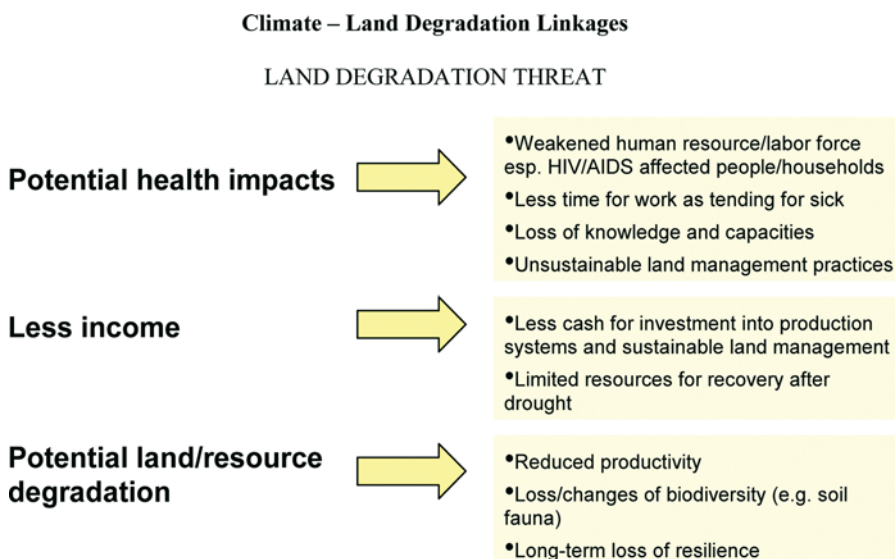 Climate – Land Degradation Linkages
LAND DEGRADATION THREAT
Potential health impacts
•Weakened human resource/labor force
esp. HIV/AIDS affected people/households
•Less time for work as tending for sick
•Loss of knowledge and capacities
•Unsustainable land management practices
Less income
•Less cash for investment into production
systems and sustainable land management
•Limited resources for recovery after
drought
Potential land/resource
degradation
•Reduced productivity
•Loss/changes of biodiversity (e.g. soil
fauna)
•Long-term loss of resilience